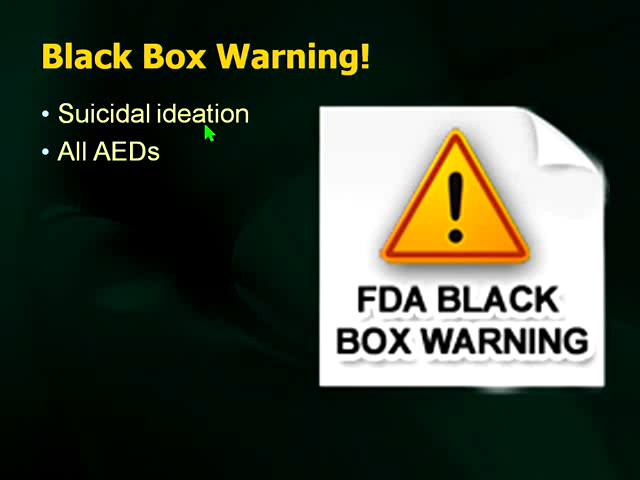 Black Box Warning!
• Suicidal ideation
• All AEDs
FDA BLACK
BOX WARNING